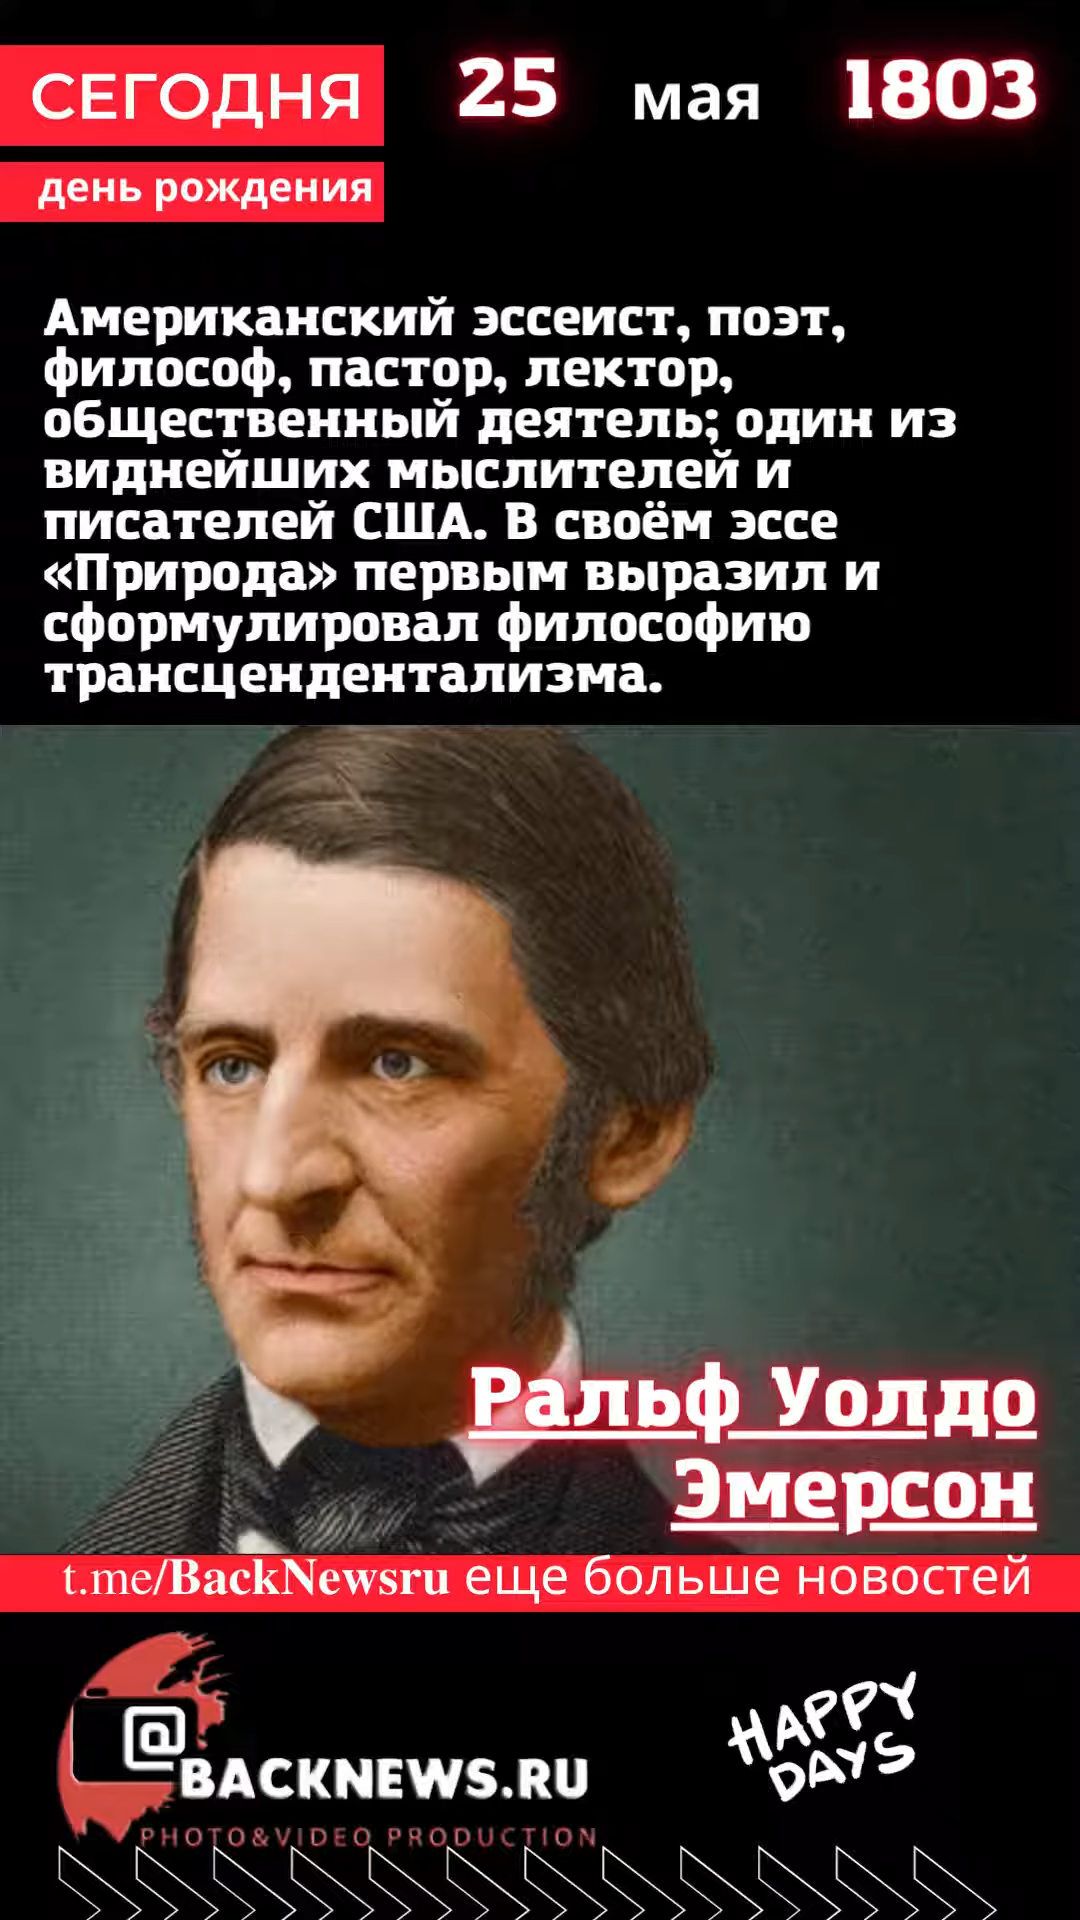 СЕГОДНЯ
25 мая 1803
день рождения
Американский эссеист, поэт,
философ, пастор, лектор,
общественный деятель; один из
виднейших мыслителей и
писателей США. В своём эссе
«Природа» первым выразил и
сформулировал философию
трансцендентализма.
Ральф Уолдо
Эмерсон
t.me/BackNewsru еще больше новостей
HAPPY
DAYS
@
BACKNEWS.RU
PHOTO&VIDEO PRODUCTION